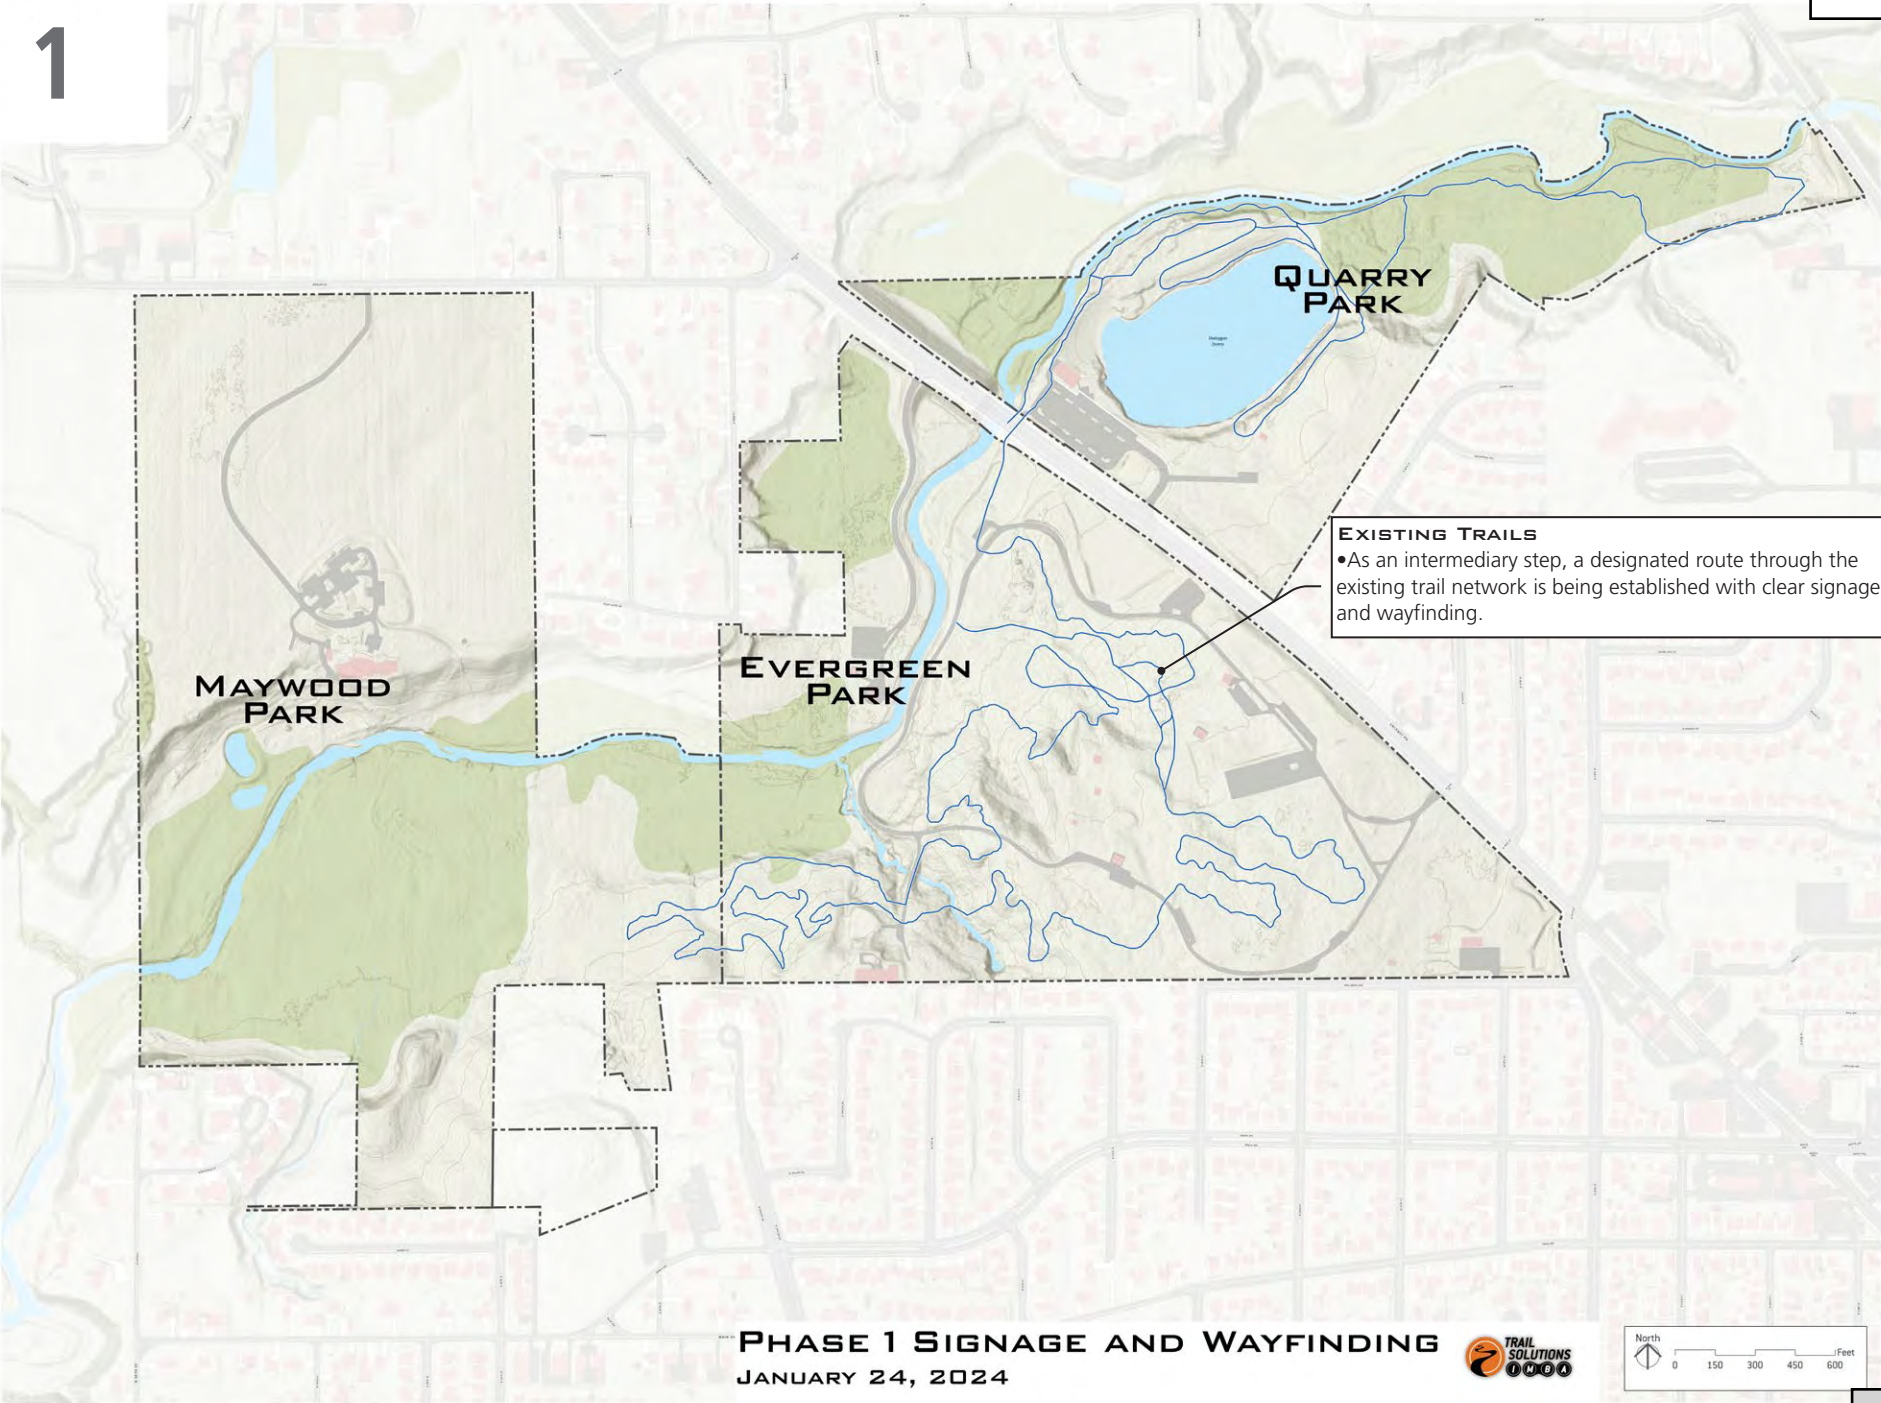 1
QUARRY
PARK
EXISTING TRAILS
•As an intermediary step, a designated route through the
existing trail network is being established with clear signage
and wayfinding.
EVERGREEN
PARK
MAYWOOD
PARK
PHASE 1 SIGNAGE AND WAYFINDING
JANUARY 24, 2024
TRAIL
SOLUTIONS
IMBA
North
0 150 300 450 600 Feet